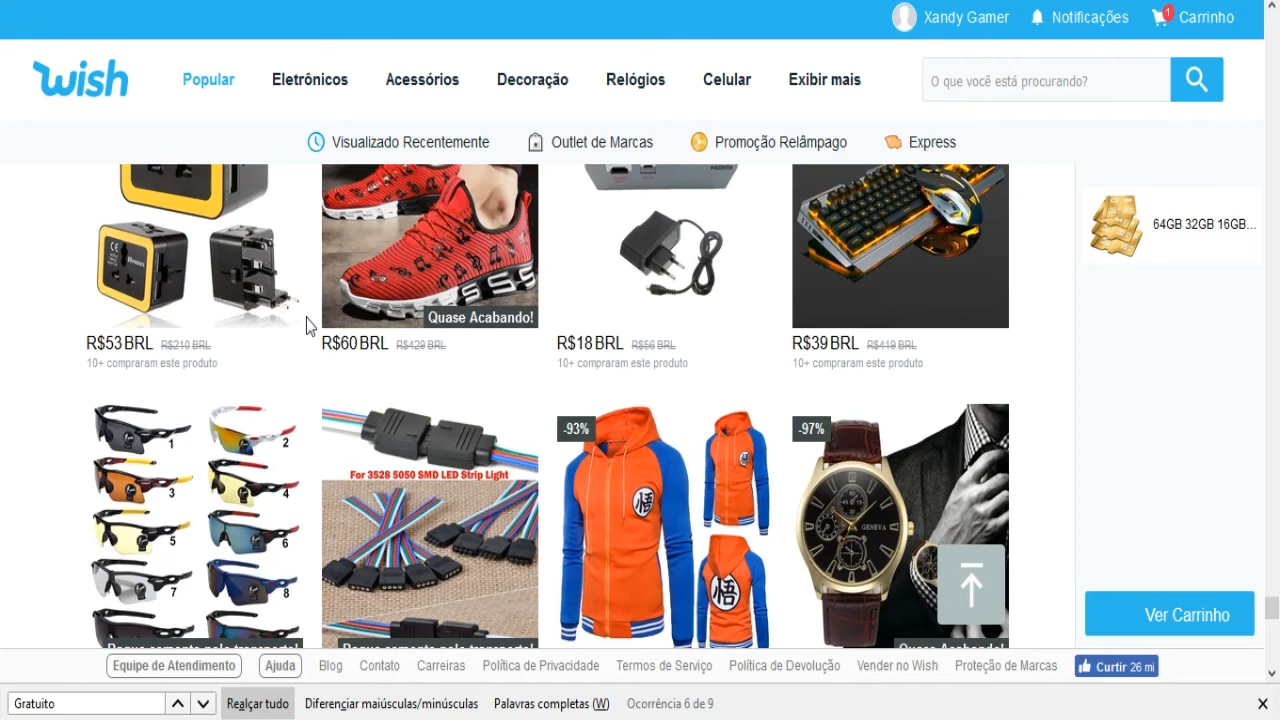 Xandy Gamer Notificações 1 Carrinho
wish Popular Eletrônicos Acessórios Decoração Relógios Celular Exibir mais O que você está procurando?
Visualizado Recentemente Outlet de Marcas Promoção Relâmpago Express
64GB 32GB 16GB...
CE
Quase Acabando!
R$53 BRL R$210 BRL
10+ compraram este produto
R$60 BRL R$429 BRL
R$18 BRL R$56 BRL
10+ compraram este produto
R$39 BRL R$419 BRL
10+ compraram este produto
1 2
3 4
5 6
7 8
For 3528 5050 SMD LED Strip Light
-93%
悟
悟
-97%
GENEVA
Ver Carrinho
Equipe de Atendimento Ajuda Blog Contato Carreiras Política de Privacidade Termos de Serviço Política de Devolução Vender no Wish Proteção de Marcas Curtir 26 mi
Gratuito Realçar tudo Diferenciar maiúsculas/minúsculas Palavras completas (W) Ocorrência 6 de 9